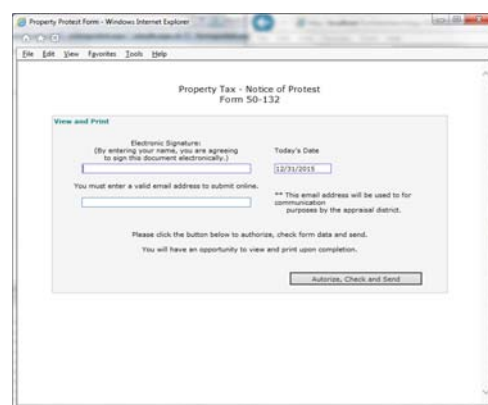 Property Protest Form - Windows Internet Explorer
File Edit View Favorites Tools Help
Property Tax - Notice of Protest
Form 50-132
View and Print
Electronic Signature:
(By entering your name, you are agreeing
to sign this document electronically.)
Today's Date
12/31/2015
You must enter a valid email address to submit online.
** This email address will be used to for
communication
purposes by the appraisal district.
Please click the button below to authorize, check form data and send.
You will have an opportunity to view and print upon completion.
Autorize, Check and Send